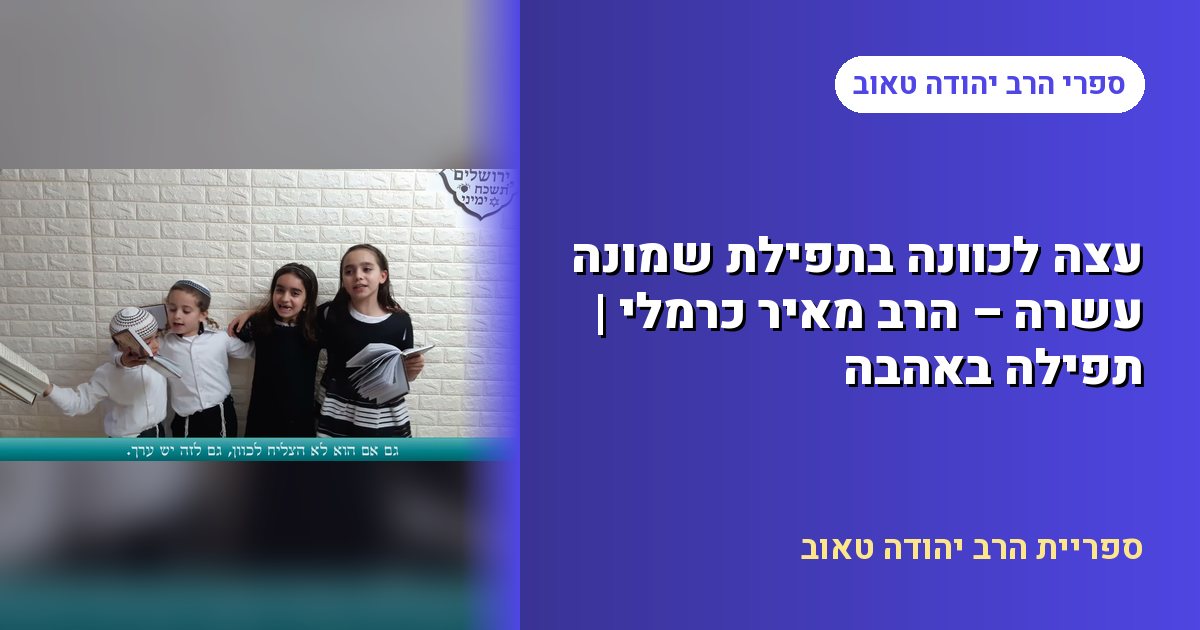 ספרי הרב יהודה טאוב
עצה לכוונה בתפילת שמונה
עשרה – הרב מאיר כרמלי |
תפילה באהבה
ספריית הרב יהודה טאוב
ירושלים
תשכח
ימיני
גם אם הוא לא הצליח לכוון, גם לזה יש ערך.